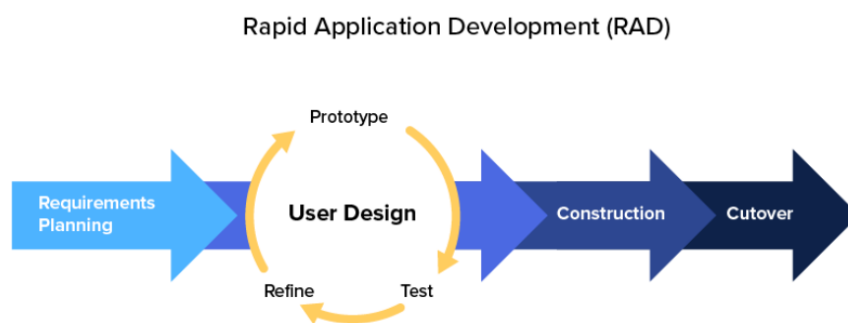 Rapid Application Development (RAD)
Prototype
Requirements
Planning
User Design
Construction
Cutover
Refine
Test